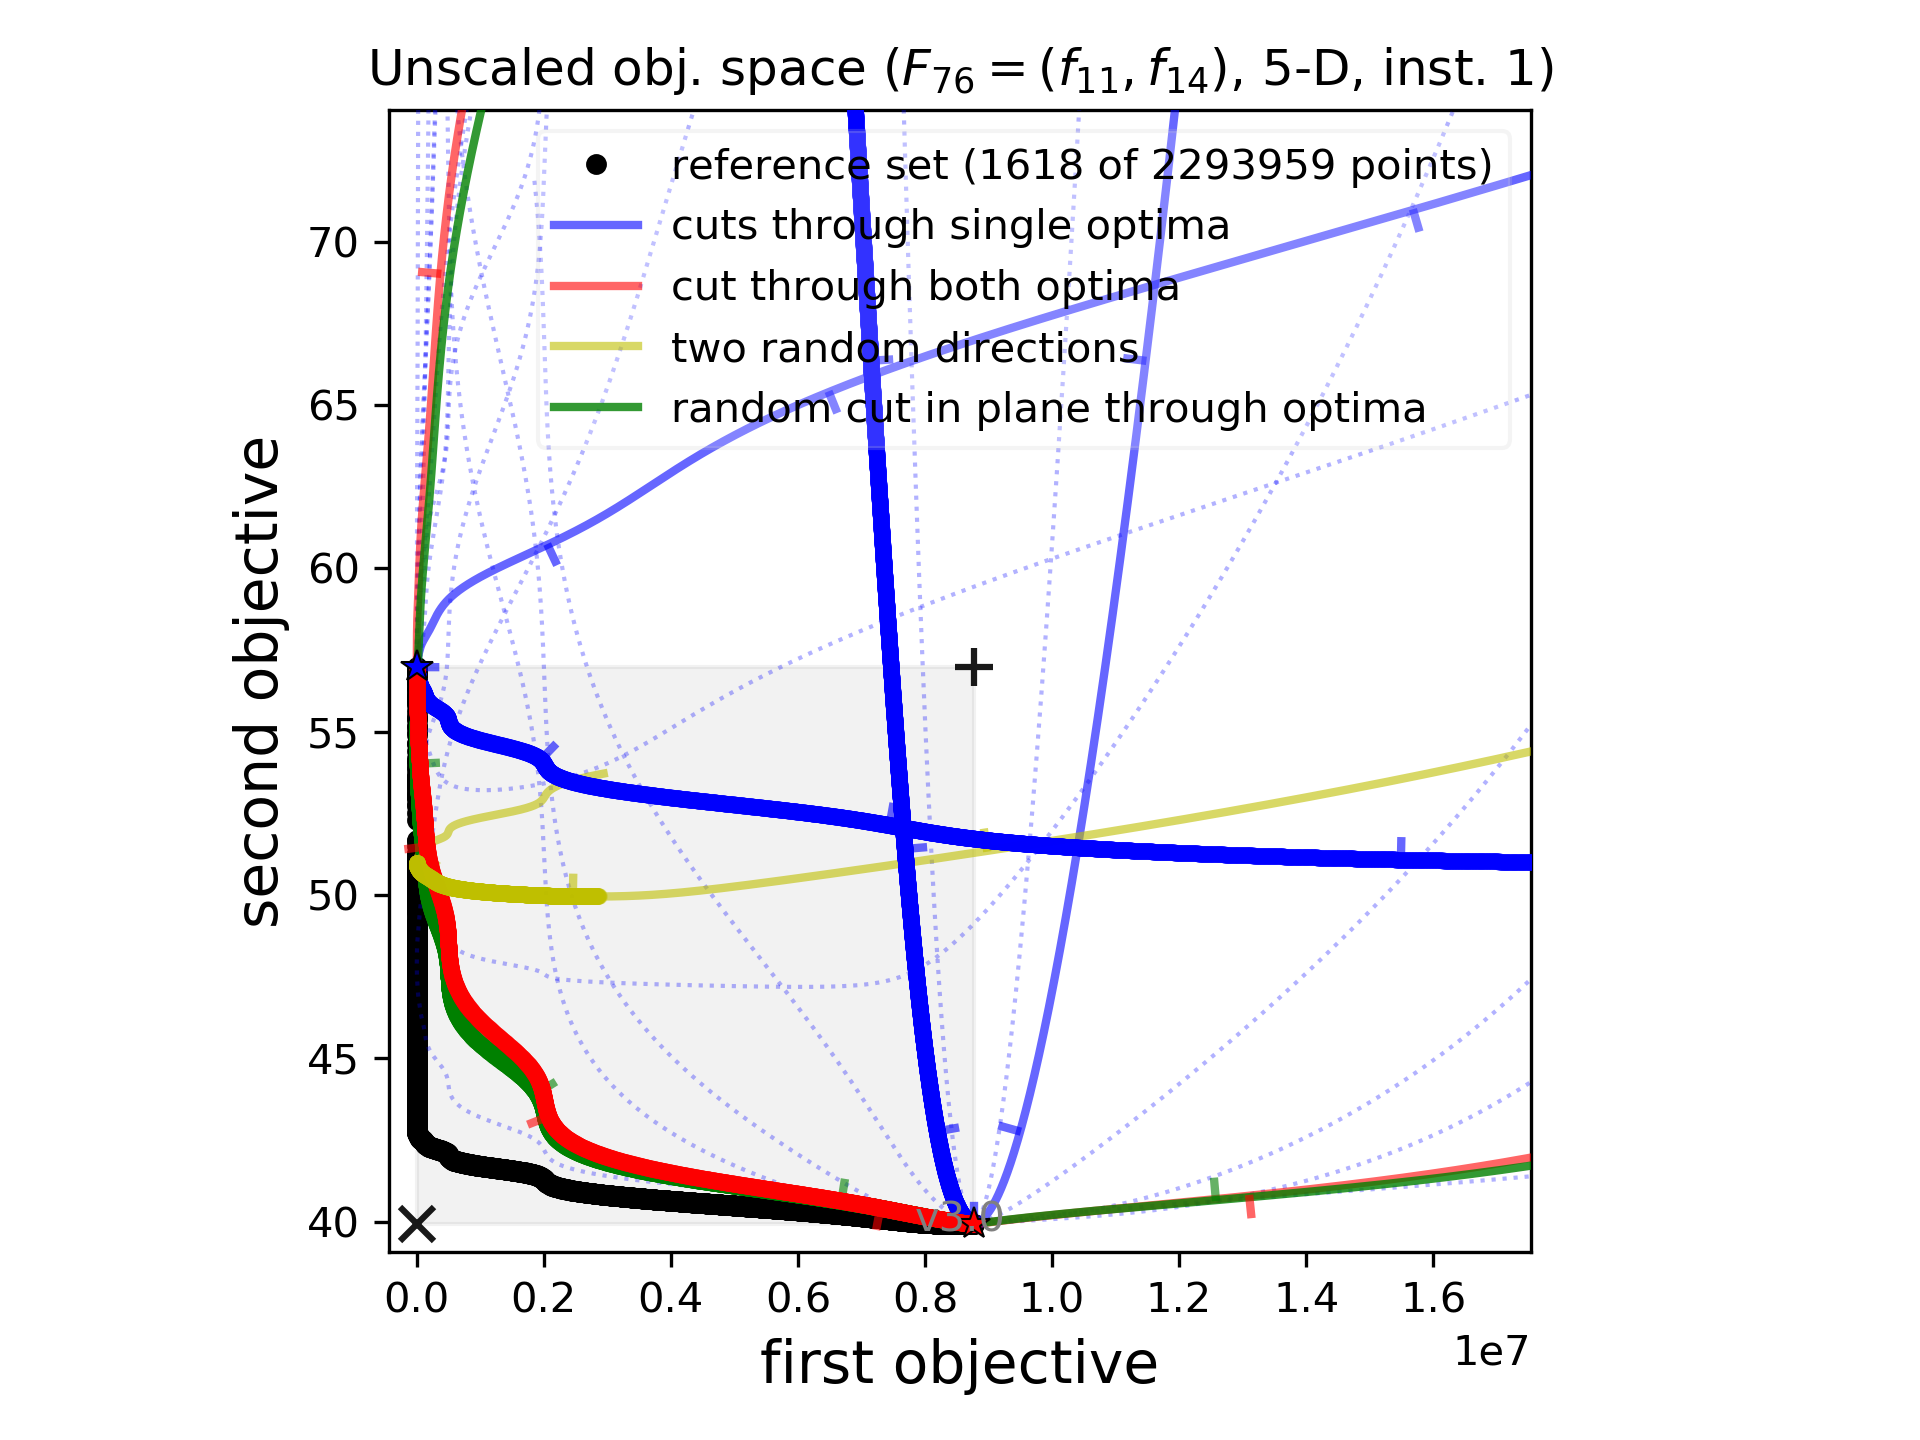 Unscaled obj. space (F₇₆ = (f₁₁, f₁₄), 5-D, inst. 1)
reference set (1618 of 2293959 points)
cuts through single optima
cut through both optima
two random directions
random cut in plane through optima
second objective
70
65
60
55
50
45
40
v3.0
0.0 0.2 0.4 0.6 0.8 1.0 1.2 1.4 1.6
1e7
first objective